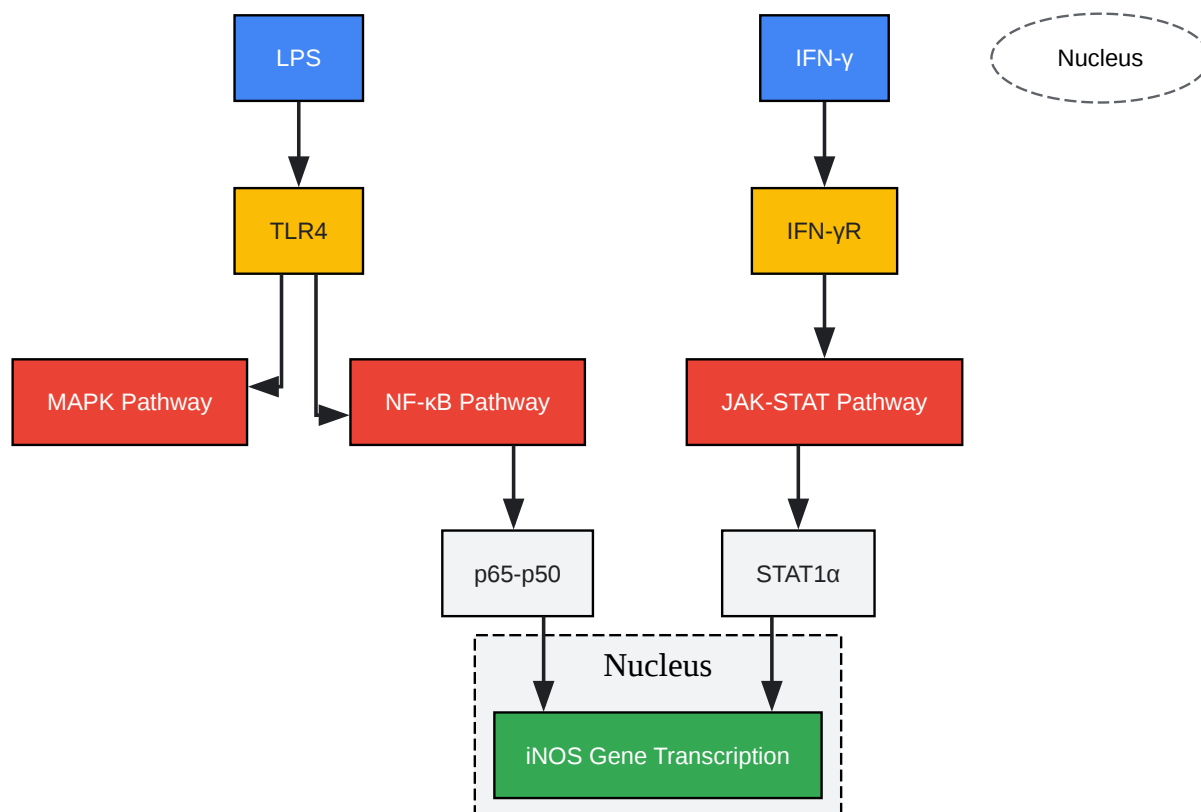 LPS
IFN-γ
Nucleus
TLR4
IFN-γR
MAPK Pathway
NF-κB Pathway
JAK-STAT Pathway
p65-p50
STAT1α
Nucleus
iNOS Gene Transcription